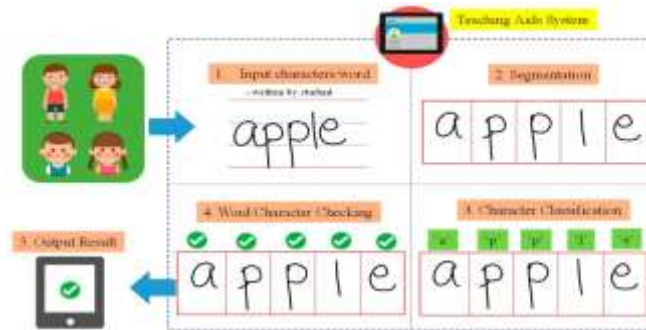 Teaching Aids System
1. Input characters/word
- written by student
apple
2. Segmentation
a p p l e
4. Word/Character Checking
a p p l e
3. Character Classification
'a' 'p' 'p' 'l' 'e'
a p p l e
5. Output Result